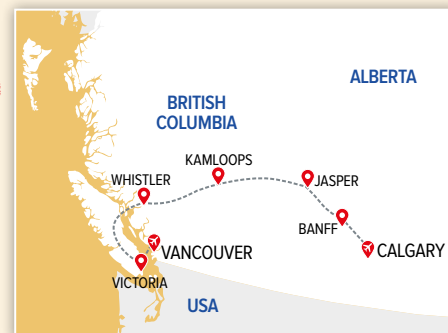 ALBERTA
BRITISH
COLUMBIA
KAMLOOPS
WHISTLER
JASPER
BANFF
VANCOUVER
CALGARY
VICTORIA
USA